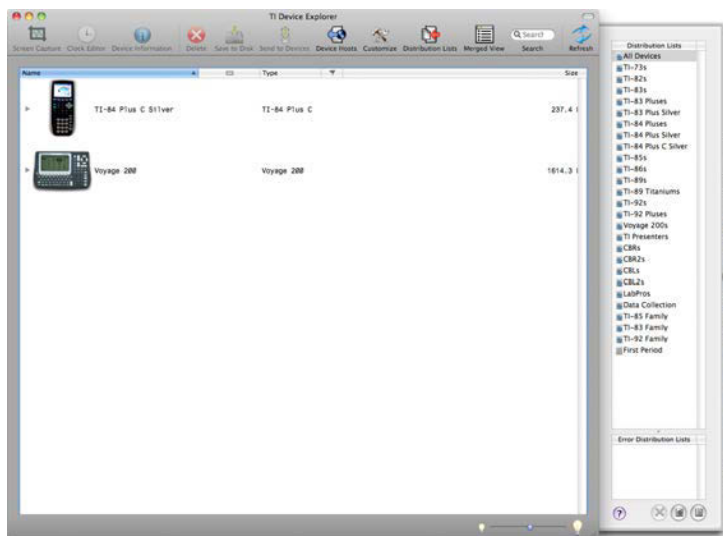 TI Device Explorer
Screen Capture Clock Editor Device Information Delete Save to Disk Send to Devices Device Hosts Customize Distribution Lists Merged View Search Refresh
Search
Name Type Size
TI-84 Plus C Silver TI-84 Plus C 237.4
Voyage 200 Voyage 200 1614.3
Distribution Lists
All Devices
TI-73s
TI-82s
TI-83s
TI-83 Pluses
TI-83 Plus Silver
TI-84 Pluses
TI-84 Plus Silver
TI-84 Plus C Silver
TI-85s
TI-86s
TI-89s
TI-89 Titaniums
TI-92s
TI-92 Pluses
Voyage 200s
TI Presenters
CBRs
CBR2s
CBLs
CBL2s
LabPros
Data Collection
TI-85 Family
TI-83 Family
TI-92 Family
First Period
Error Distribution Lists
?